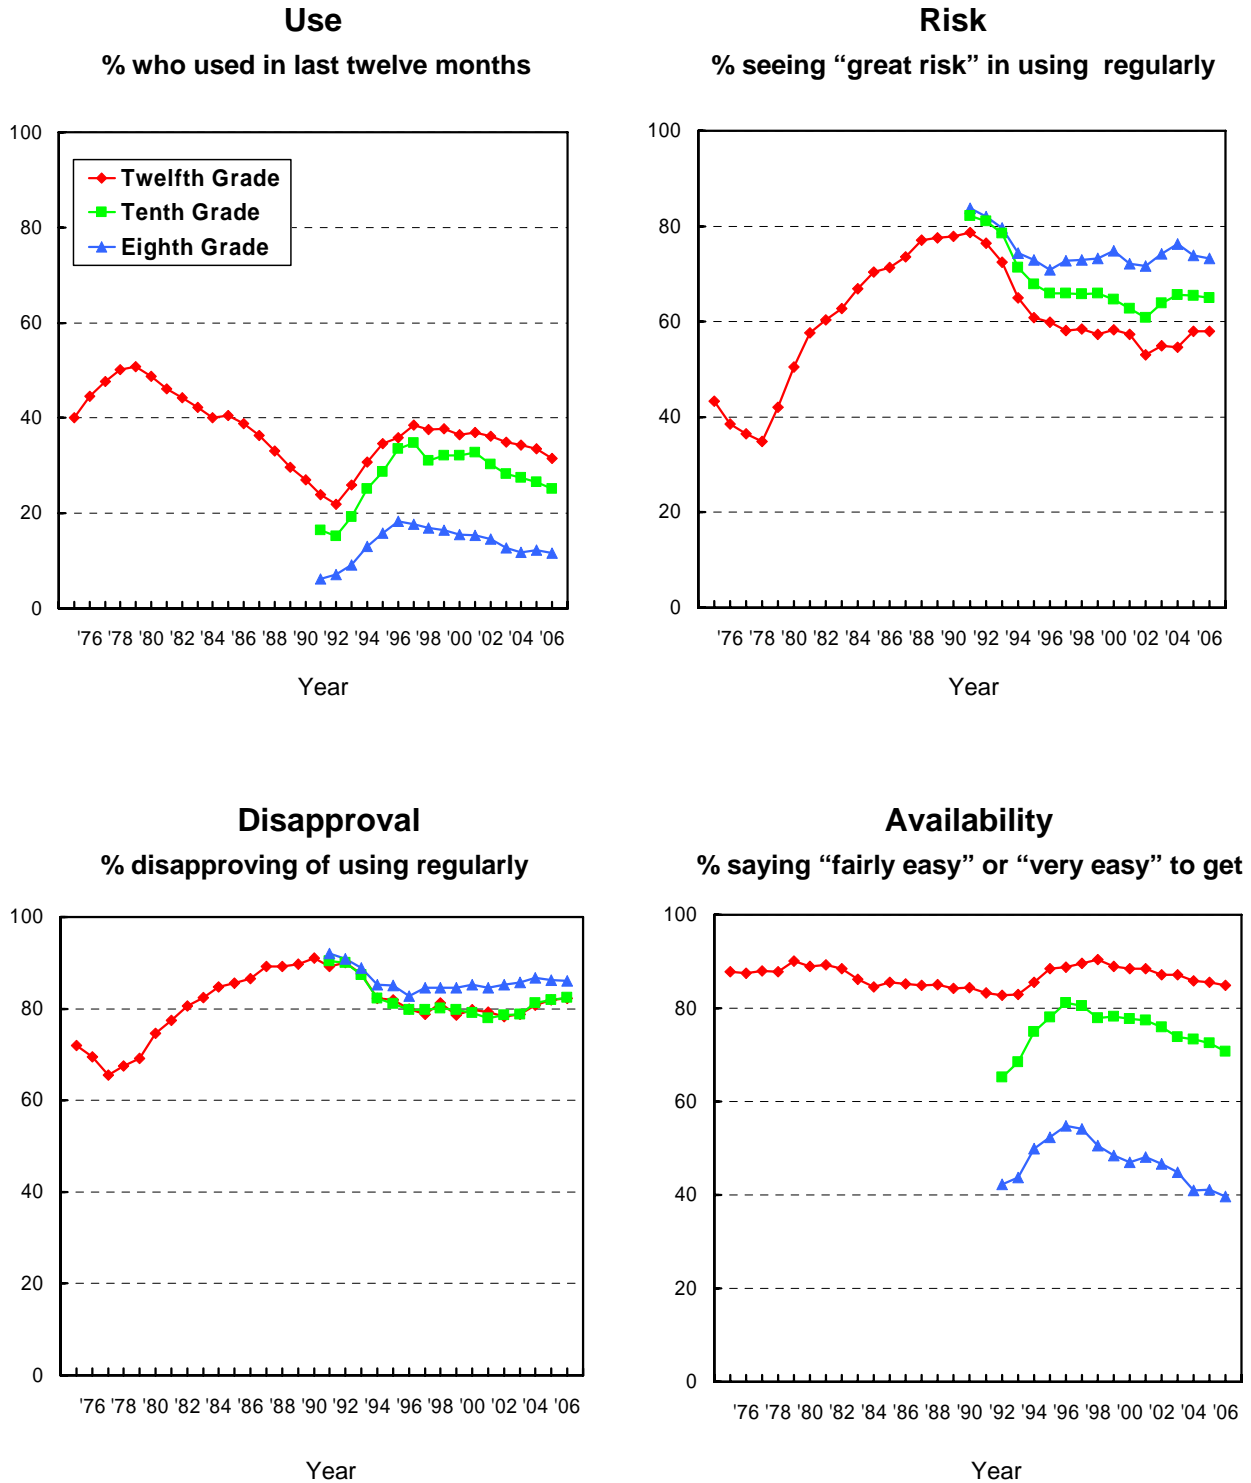 Use
% who used in last twelve months
100
80
60
40
20
0
Twelfth Grade
Tenth Grade
Eighth Grade
'76 '78 '80 '82 '84 '86 '88 '90 '92 '94 '96 '98 '00 '02 '04 '06
Year
Risk
% seeing “great risk” in using regularly
100
80
60
40
20
0
'76 '78 '80 '82 '84 '86 '88 '90 '92 '94 '96 '98 '00 '02 '04 '06
Year
Disapproval
% disapproving of using regularly
100
80
60
40
20
0
'76 '78 '80 '82 '84 '86 '88 '90 '92 '94 '96 '98 '00 '02 '04 '06
Year
Availability
% saying “fairly easy” or “very easy” to get
100
80
60
40
20
0
'76 '78 '80 '82 '84 '86 '88 '90 '92 '94 '96 '98 '00 '02 '04 '06
Year